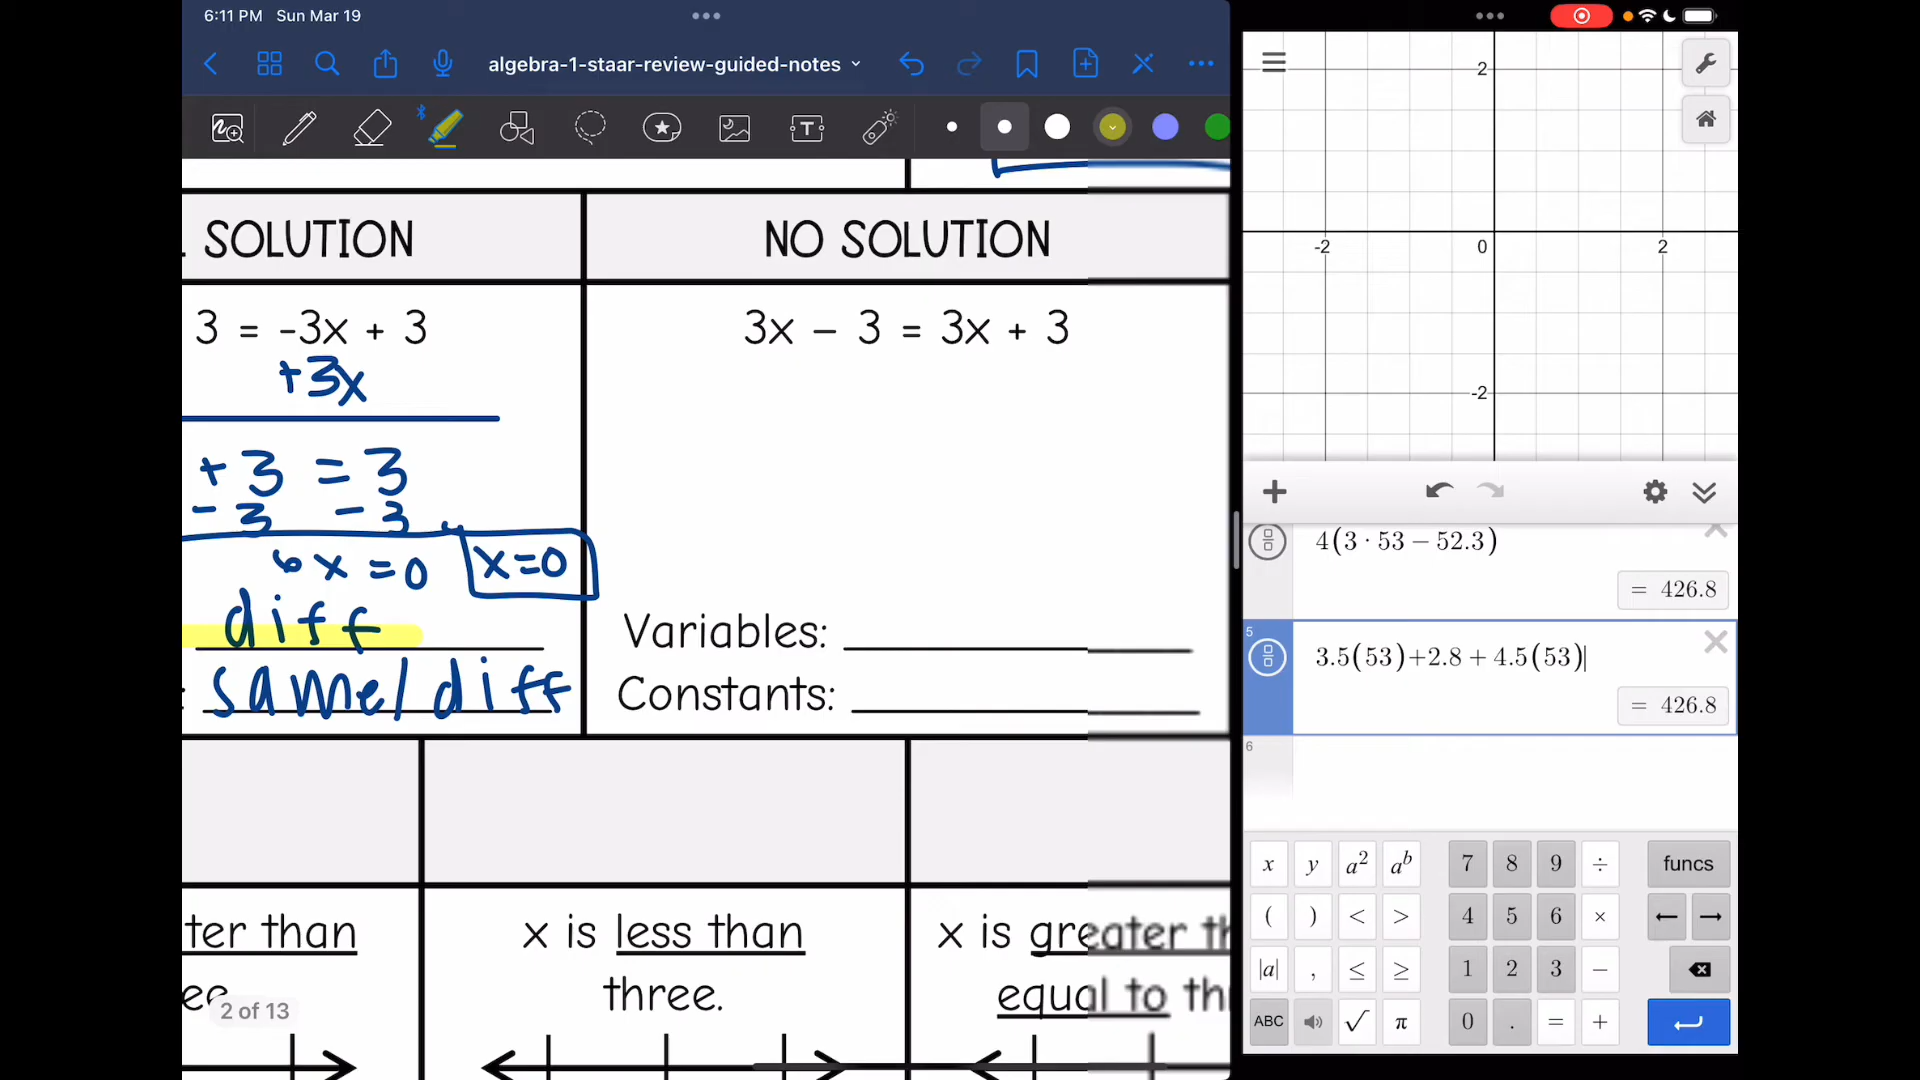 6:11 PM Sun Mar 19
algebra-1-staar-review-guided-notes
T
SOLUTION
NO SOLUTION
3 = -3x + 3
+3x
+ 3 = 3
- 3 - 3
6x = 0
x=0
diff
same/diff
3x – 3 = 3x + 3
Variables:
Constants:
ter than
x is less than
three.
x is greater th
equal to thr
2 of 13
2
-2
0
2
-2
4(3 · 53 − 52.3)
= 426.8
5
3.5(53)+2.8 + 4.5(53)
= 426.8
6
x y a² aᵇ 7 8 9 ÷ funcs
( ) < > 4 5 6 × ← →
|a| , ≤ ≥ 1 2 3 −
ABC √ π 0 . = +